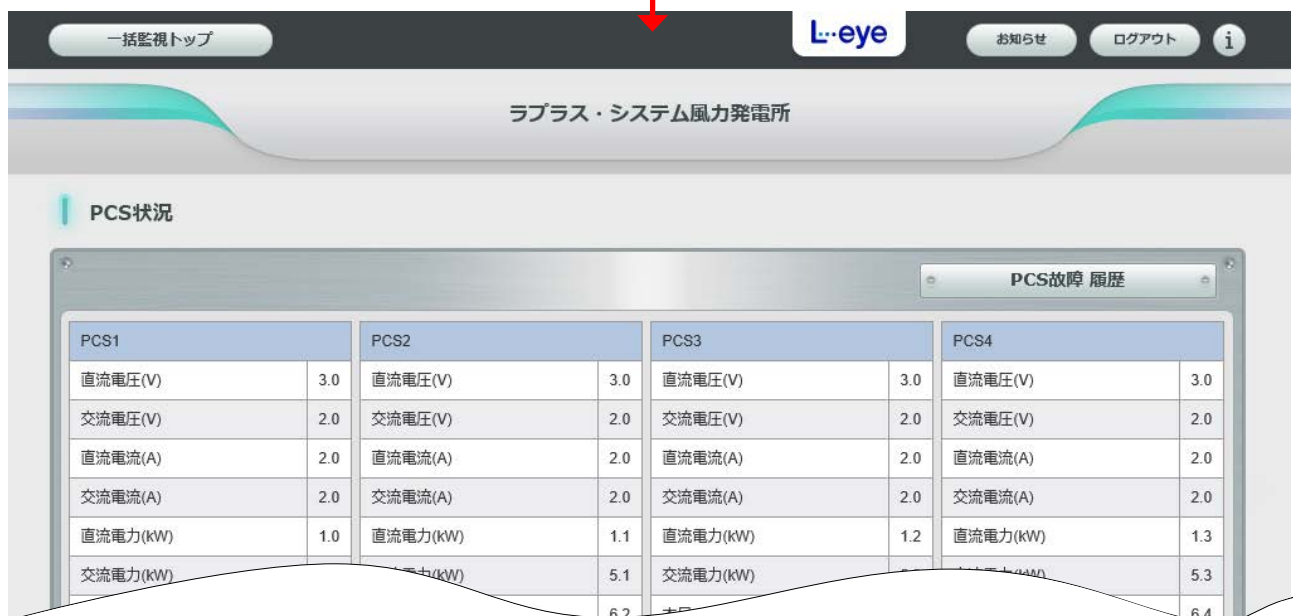 一括監視トップ
L・・eye
お知らせ
ログアウト
i
ラプラス・システム風力発電所
PCS状況
PCS故障 履歴
PCS1 PCS2 PCS3 PCS4
直流電圧(V) 3.0 直流電圧(V) 3.0 直流電圧(V) 3.0 直流電圧(V) 3.0
交流電圧(V) 2.0 交流電圧(V) 2.0 交流電圧(V) 2.0 交流電圧(V) 2.0
直流電流(A) 2.0 直流電流(A) 2.0 直流電流(A) 2.0 直流電流(A) 2.0
交流電流(A) 2.0 交流電流(A) 2.0 交流電流(A) 2.0 交流電流(A) 2.0
直流電力(kW) 1.0 直流電力(kW) 1.1 直流電力(kW) 1.2 直流電力(kW) 1.3
交流電力(kW) 電力(kW) 5.1 交流電力(kW) 5.3
6.2 6.4